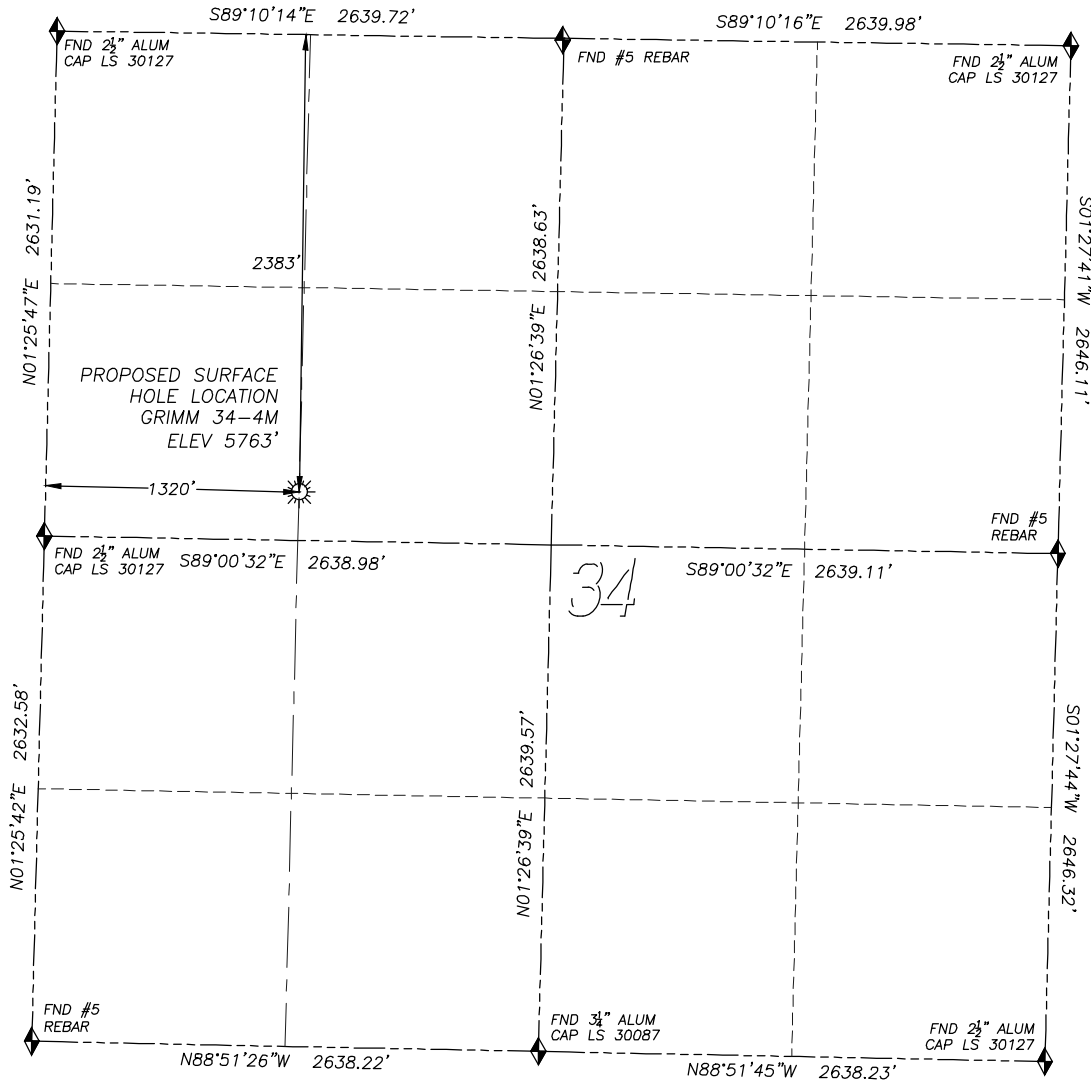 S89°10'14"E 2639.72'
S89°10'16"E 2639.98'
FND 2½" ALUM
CAP LS 30127
FND #5 REBAR
FND 2½" ALUM
CAP LS 30127
N01°25'47"E 2631.19'
2383'
N01°26'39"E 2638.63'
S01°27'41"W 2646.11'
PROPOSED SURFACE
HOLE LOCATION
GRIMM 34-4M
ELEV 5763'
1320'
FND #5
REBAR
FND 2½" ALUM
CAP LS 30127
S89°00'32"E 2638.98'
S89°00'32"E 2639.11'
34
N01°25'42"E 2632.58'
N01°26'39"E 2639.57'
S01°27'44"W 2646.32'
FND #5
REBAR
FND 3¼" ALUM
CAP LS 30087
FND 2½" ALUM
CAP LS 30127
N88°51'26"W 2638.22'
N88°51'45"W 2638.23'